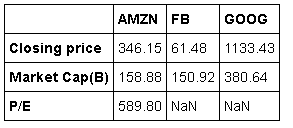 AMZN FB GOOG
Closing price 346.15 61.48 1133.43
Market Cap(B) 158.88 150.92 380.64
P/E 589.80 NaN NaN